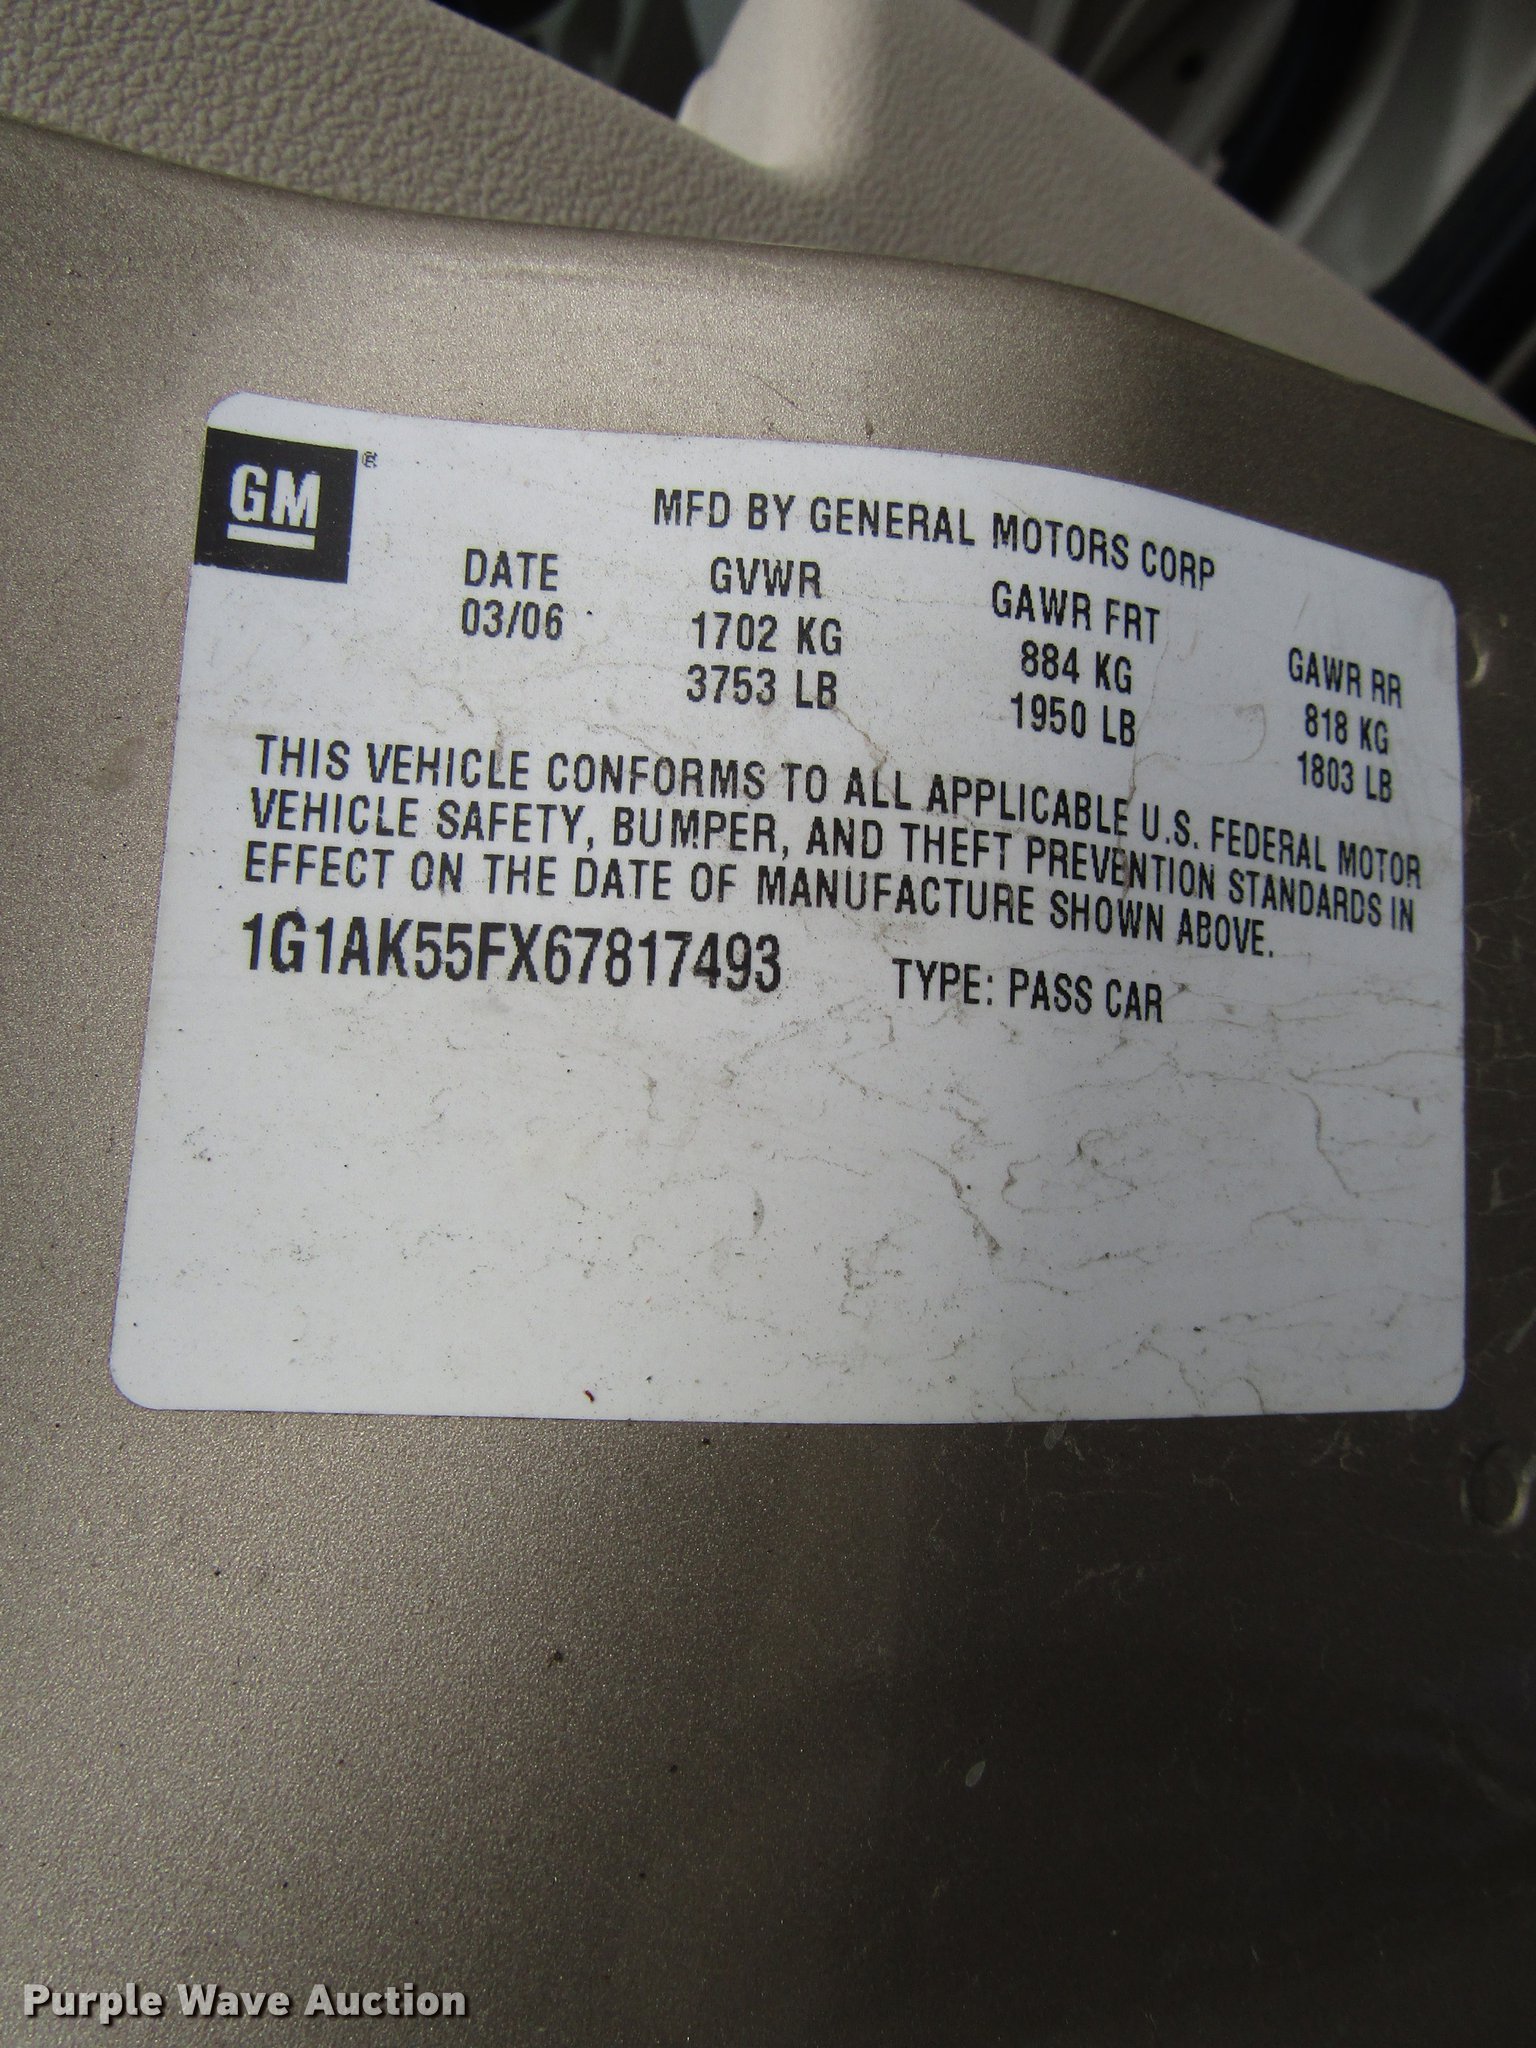 GM®
MFD BY GENERAL MOTORS CORP
DATE GVWR GAWR FRT GAWR RR
03/06 1702 KG 884 KG 818 KG
3753 LB 1950 LB 1803 LB
THIS VEHICLE CONFORMS TO ALL APPLICABLE U.S. FEDERAL MOTOR
VEHICLE SAFETY, BUMPER, AND THEFT PREVENTION STANDARDS IN
EFFECT ON THE DATE OF MANUFACTURE SHOWN ABOVE.
1G1AK55FX67817493 TYPE: PASS CAR
Purple Wave Auction